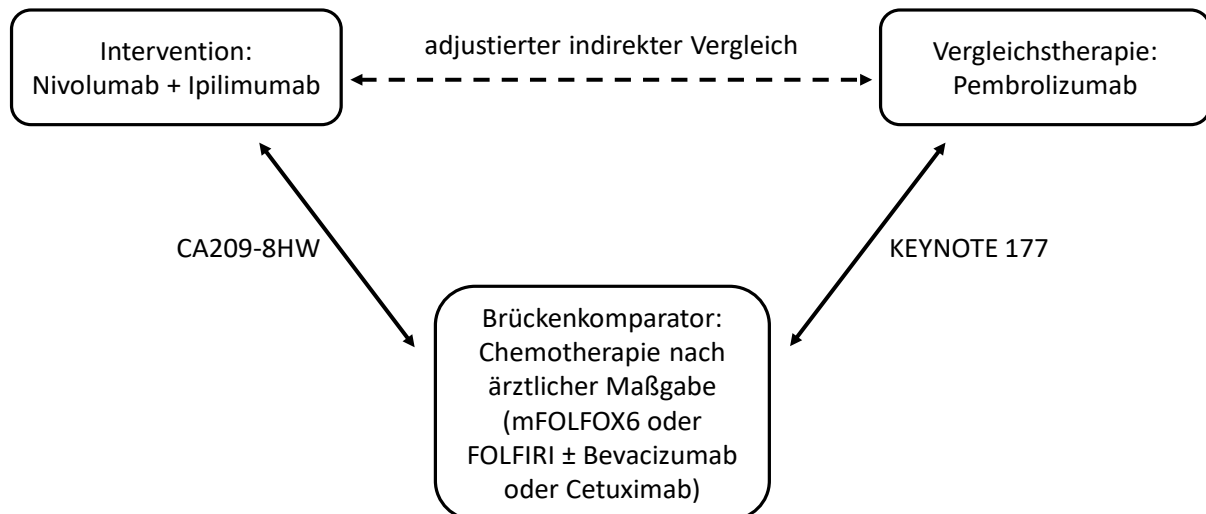 Intervention:
Nivolumab + Ipilimumab
adjustierter indirekter Vergleich
Vergleichstherapie:
Pembrolizumab
CA209-8HW
KEYNOTE 177
Brückenkomparator:
Chemotherapie nach
ärztlicher Maßgabe
(mFOLFOX6 oder
FOLFIRI ± Bevacizumab
oder Cetuximab)